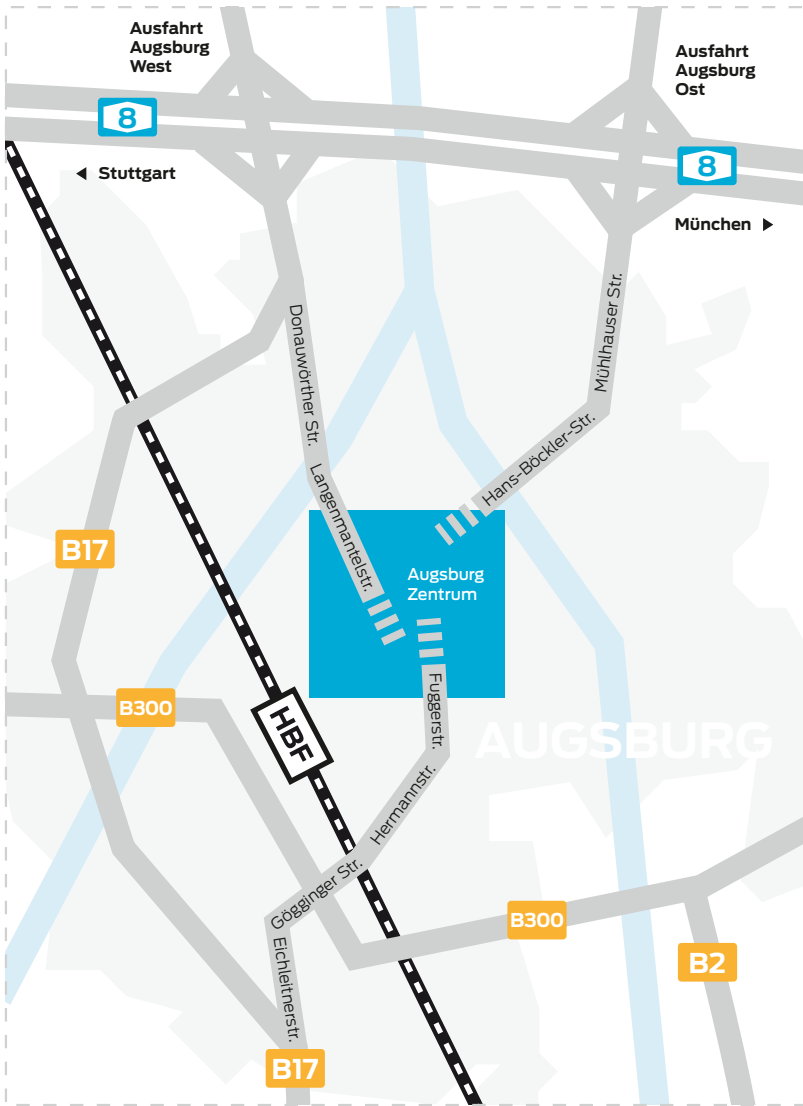 Ausfahrt
Augsburg
West
Ausfahrt
Augsburg
Ost
8
8
Stuttgart
München
Donauwörther Str.
Mühlhauser Str.
Hans-Böckler-Str.
Langenmantelstr.
B17
Augsburg
Zentrum
B300
HBF
Fuggerstr.
AUGSBURG
Hermannstr.
Gögginger Str.
B300
Eichleitnerstr.
B2
B17